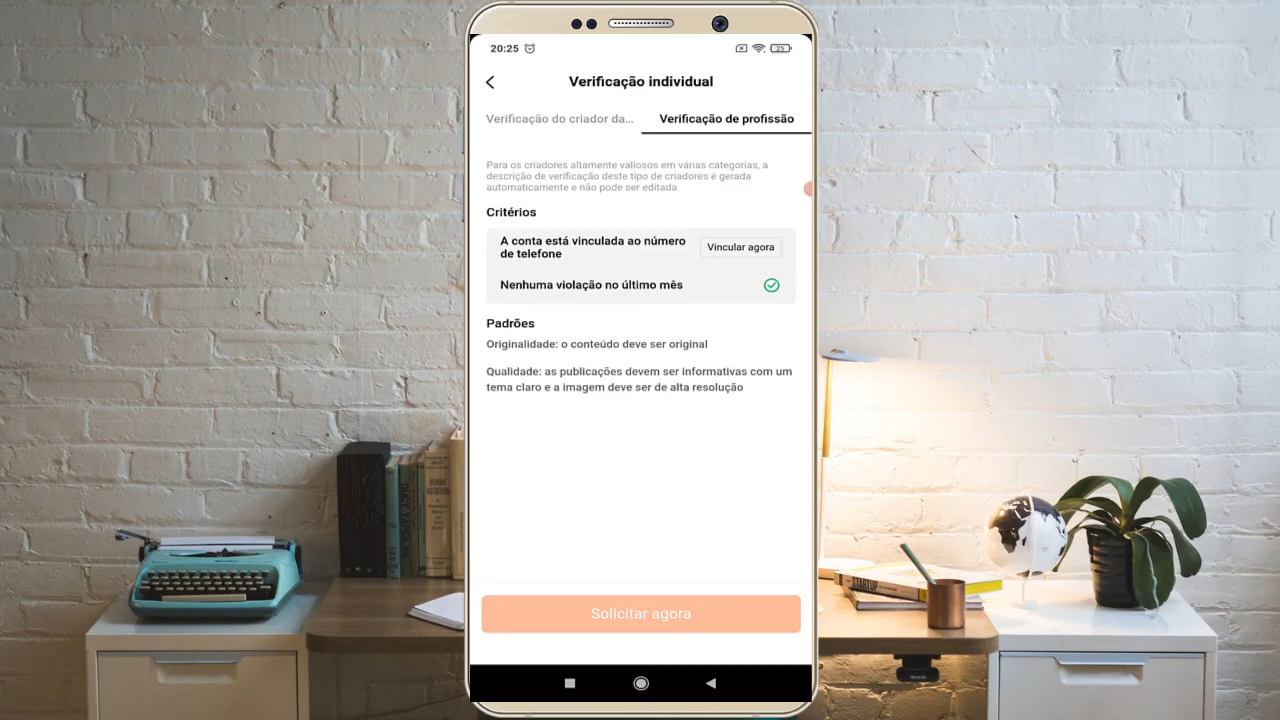 20:25
25
Verificação individual
Verificação do criador da...
Verificação de profissão
Para os criadores altamente valiosos em várias categorias, a
descrição de verificação deste tipo de criadores é gerada
automaticamente e não pode ser editada
Critérios
A conta está vinculada ao número
de telefone
Vincular agora
Nenhuma violação no último mês
Padrões
Originalidade: o conteúdo deve ser original
Qualidade: as publicações devem ser informativas com um
tema claro e a imagem deve ser de alta resolução
Solicitar agora
STARTUP